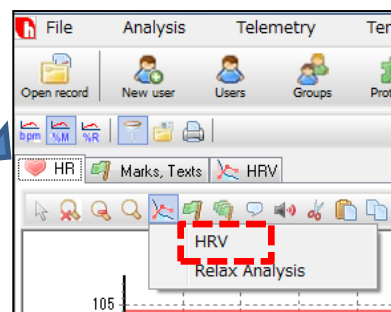 File Analysis Telemetry
Open record New user Users Groups
bpm %M %R
HR Marks, Texts HRV
HRV
Relax Analysis
105